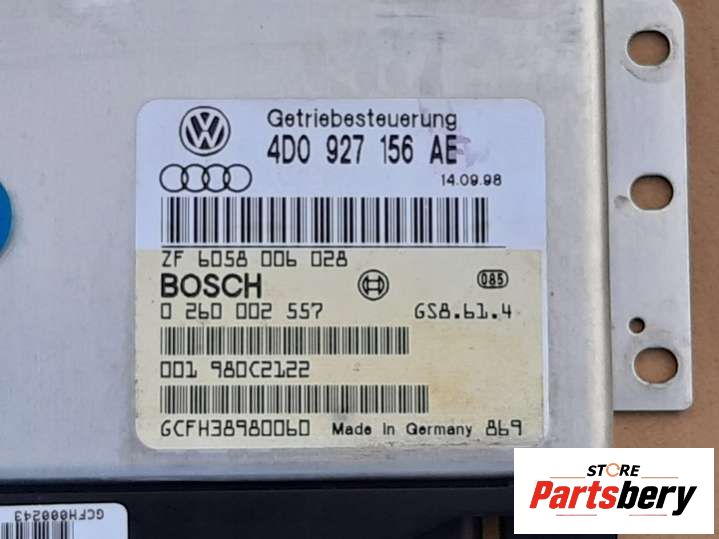 Getriebesteuerung
4D0 927 156 AE
14.09.98
ZF 6058 006 028
BOSCH
085
0 260 002 557 GS8.61.4
001 980C2122
GCFH38980060 Made in Germany 869
GCFH000243
STORE
Partsbery